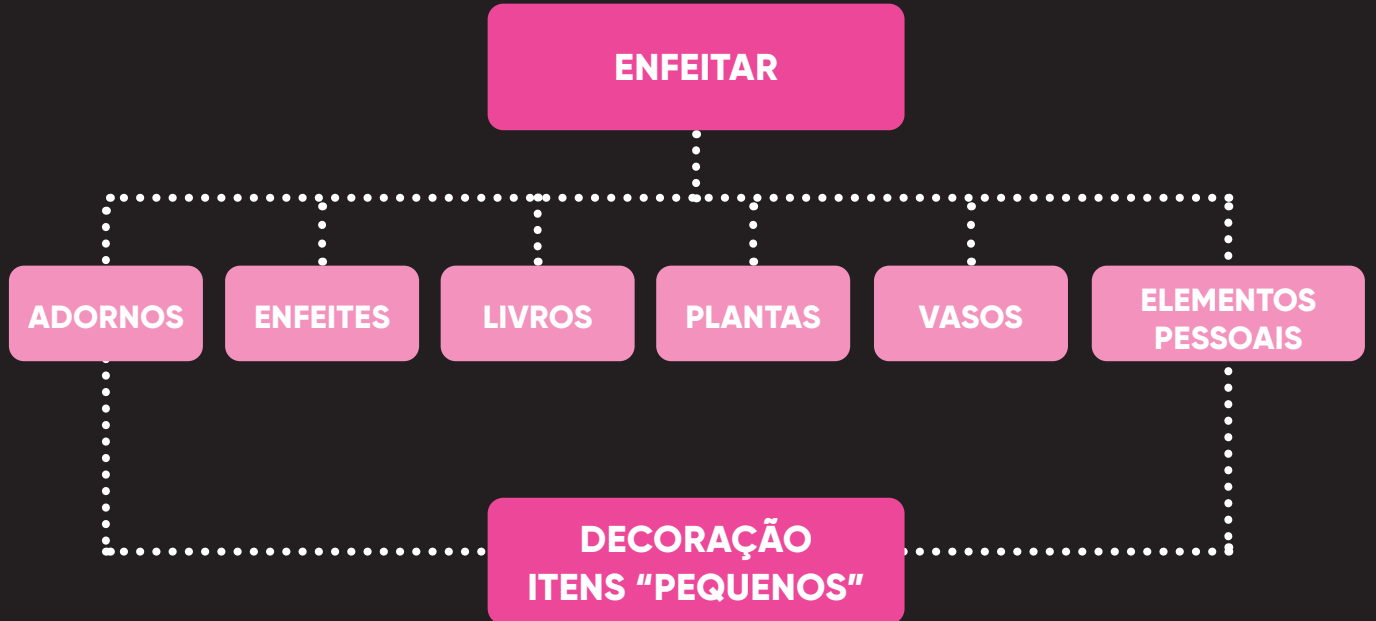 ENFEITAR
ADORNOS
ENFEITES
LIVROS
PLANTAS
VASOS
ELEMENTOS
PESSOAIS
DECORAÇÃO
ITENS “PEQUENOS”